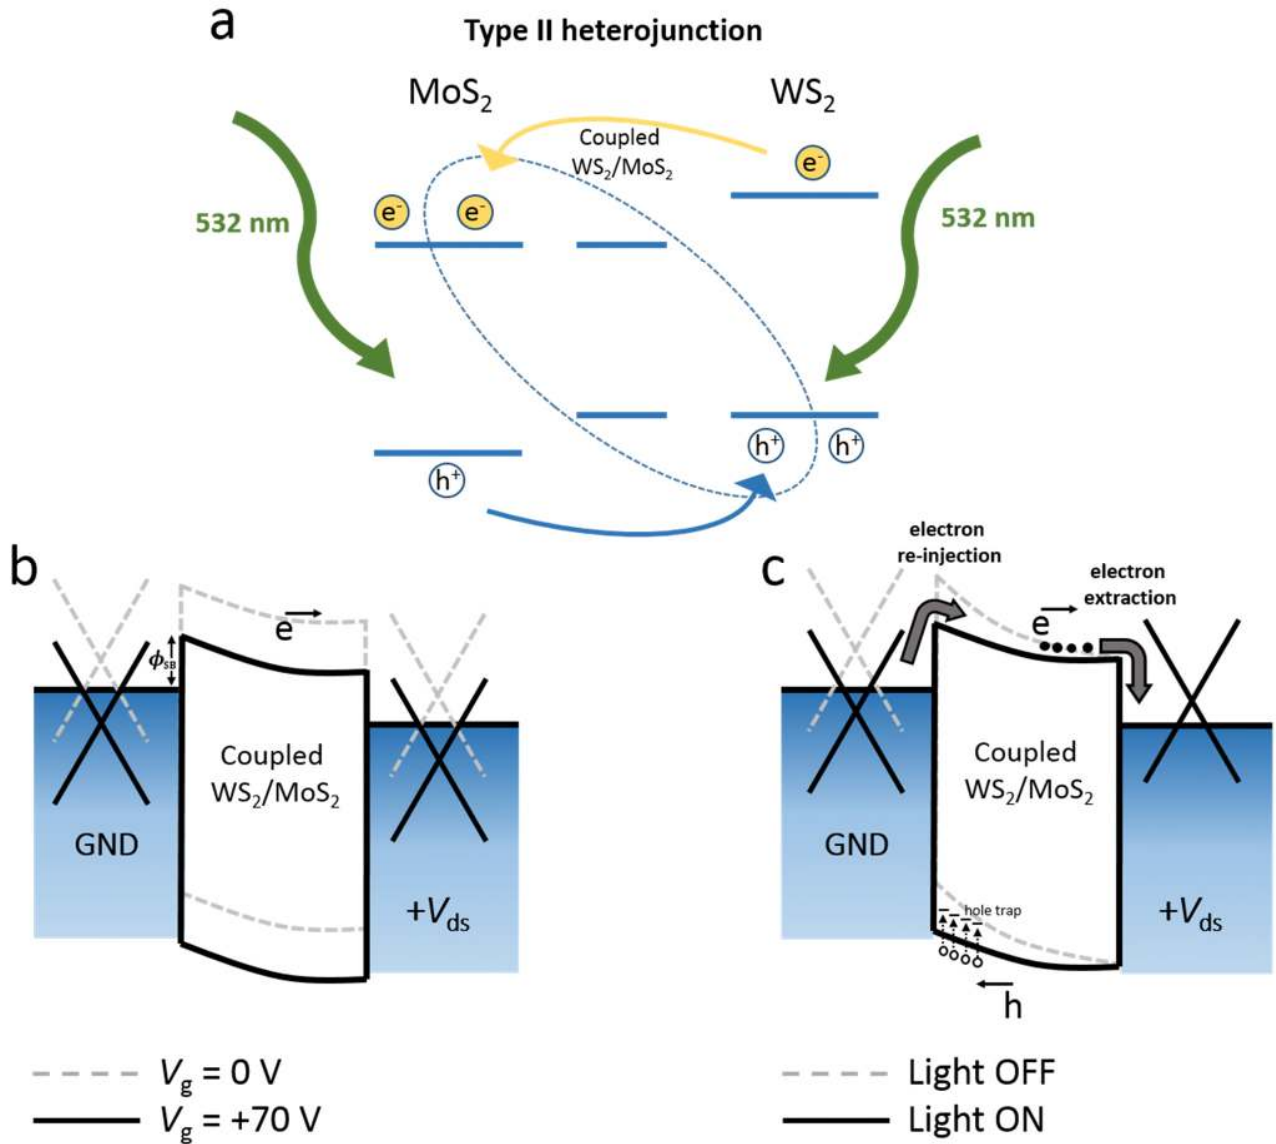 a
Type II heterojunction
MoS₂
WS₂
Coupled
WS₂/MoS₂
e⁻
e⁻
e⁻
532 nm
532 nm
h⁺
h⁺
h⁺
b
e
ϕSB
Coupled
WS₂/MoS₂
GND
+Vds
Vg = 0 V
Vg = +70 V
c
electron
re-injection
electron
extraction
e
Coupled
WS₂/MoS₂
GND
+Vds
hole trap
h
Light OFF
Light ON